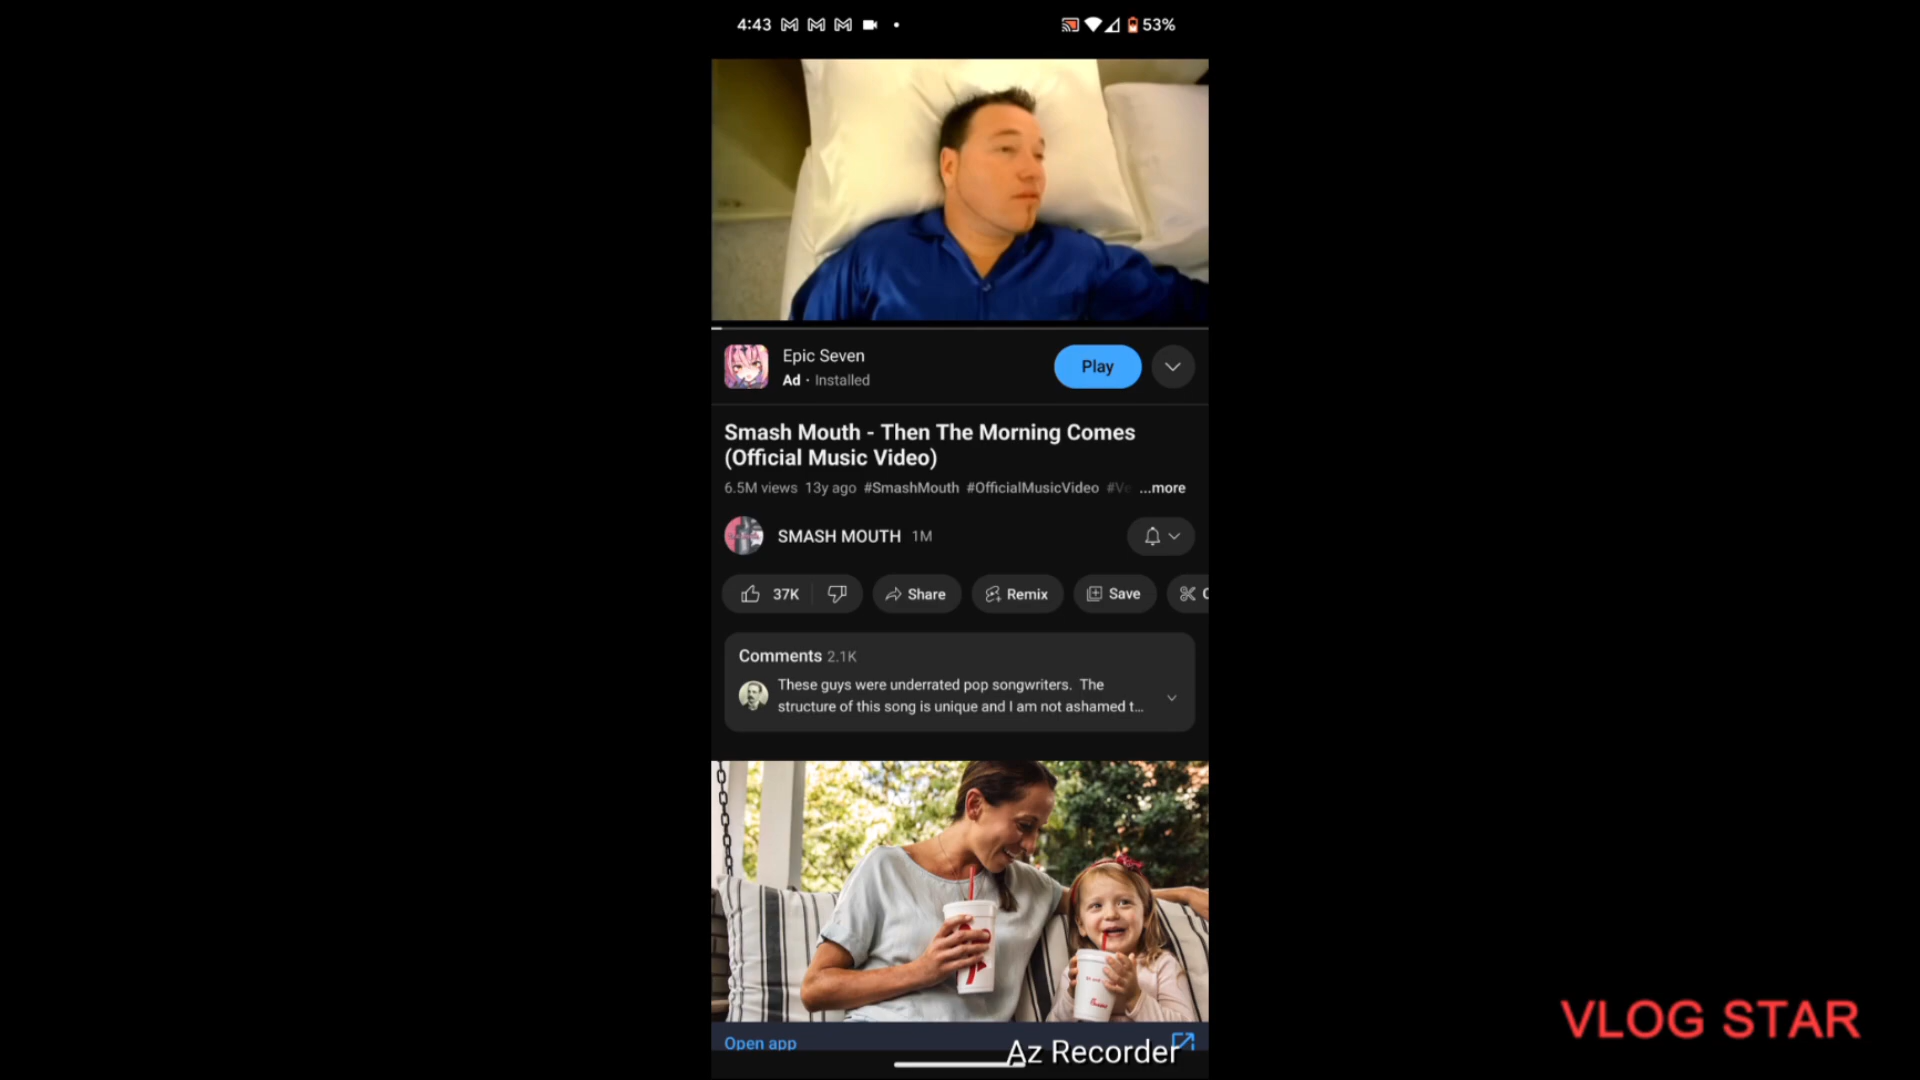 4:43
53%
Epic Seven
Ad · Installed
Play
Smash Mouth - Then The Morning Comes
(Official Music Video)
6.5M views 13y ago #SmashMouth #OfficialMusicVideo #Ve ...more
SMASH MOUTH 1M
37K
Share
Remix
Save
Comments 2.1K
These guys were underrated pop songwriters. The
structure of this song is unique and I am not ashamed t...
Open app
Az Recorder
VLOG STAR